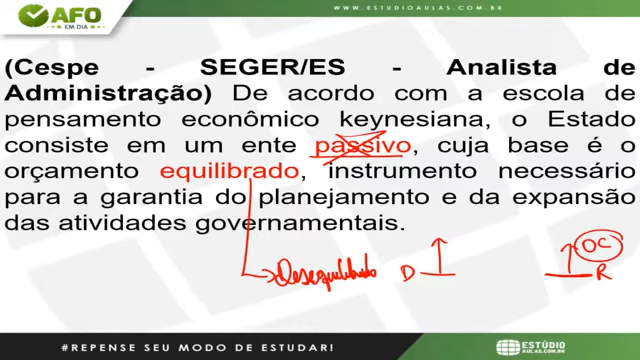 AFO
EM DIA
WWW.ESTUDIOAULAS.COM.BR
(Cespe - SEGER/ES - Analista de
Administração) De acordo com a escola de
pensamento econômico keynesiana, o Estado
consiste em um ente passivo, cuja base é o
orçamento equilibrado, instrumento necessário
para a garantia do planejamento e da expansão
das atividades governamentais.
Desequilibrado D OC R
#REPENSE SEU MODO DE ESTUDAR!
ESTÚDIO
AULAS.COM.BR